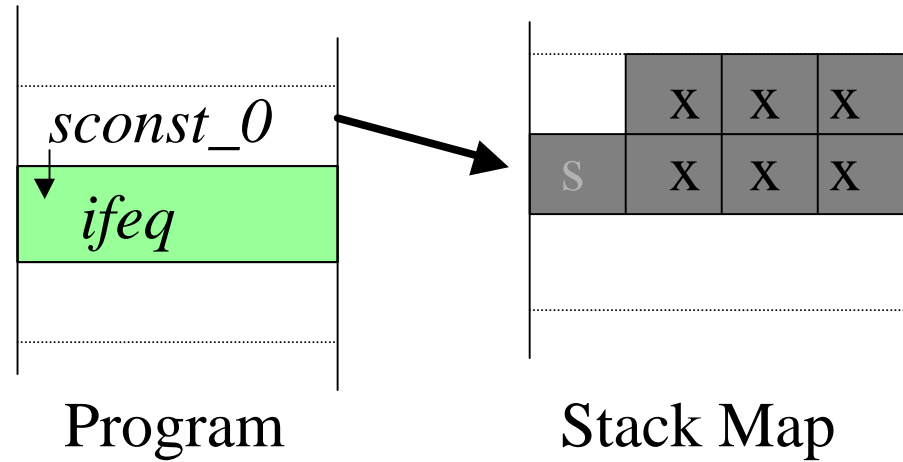 sconst_0
ifeq
x x x
s x x x
Program
Stack Map